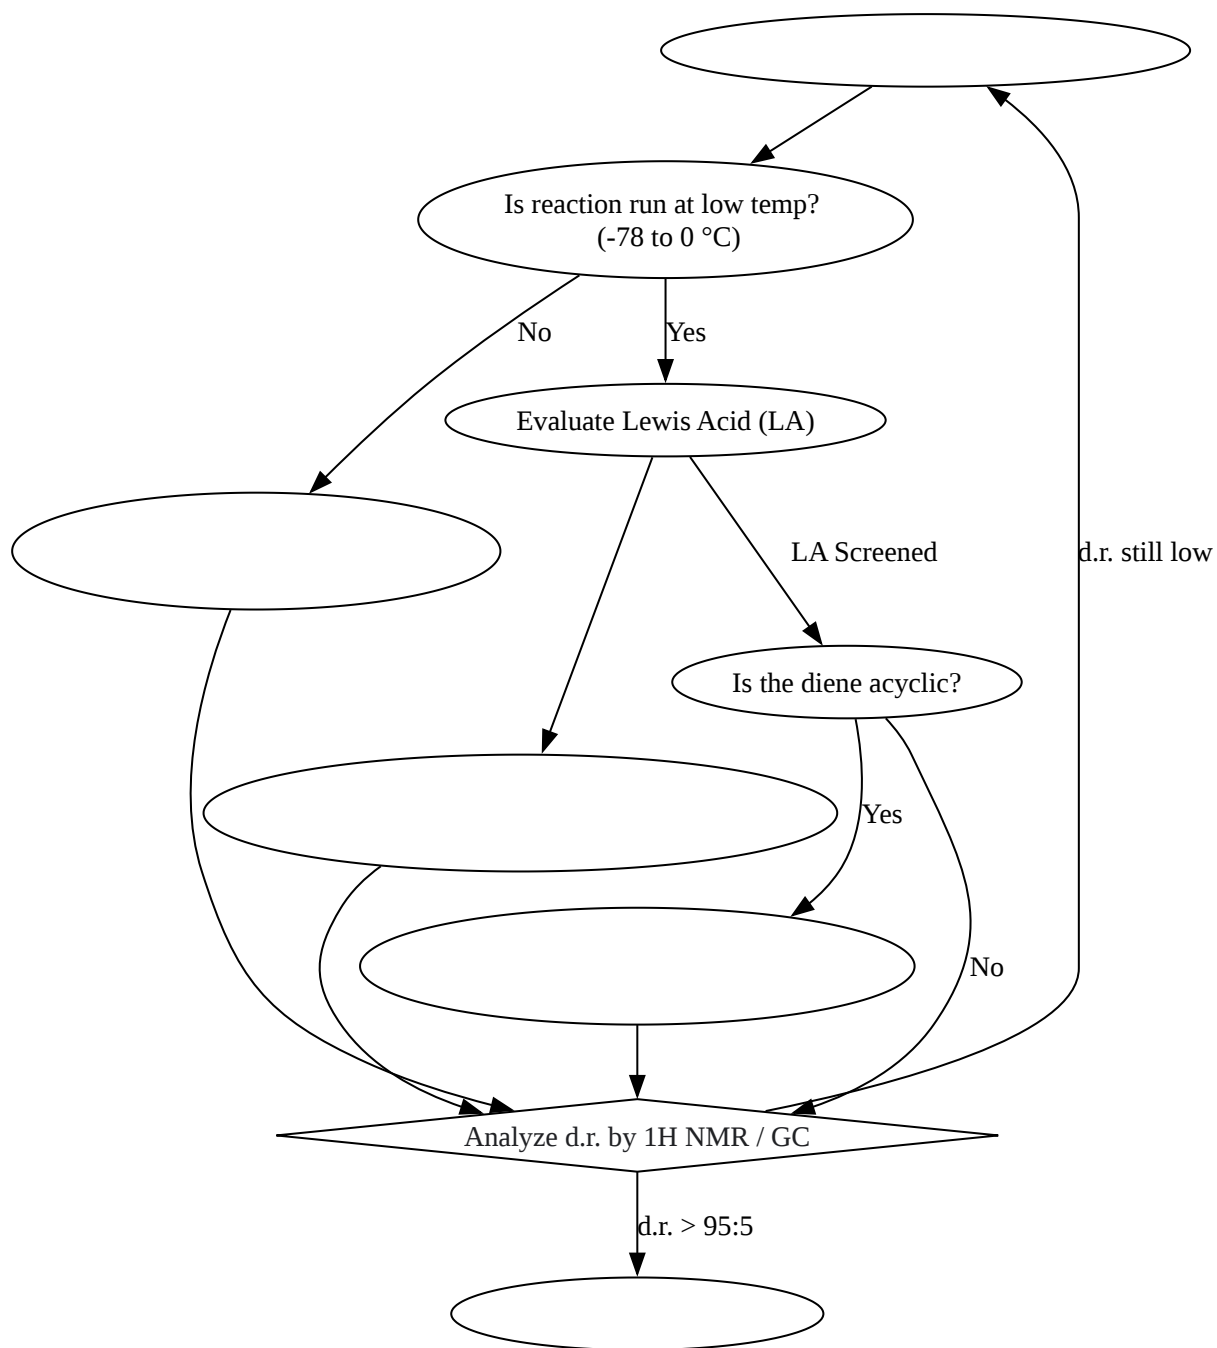 Is reaction run at low temp?
(-78 to 0 °C)
No
Yes
Evaluate Lewis Acid (LA)
LA Screened
d.r. still low
Is the diene acyclic?
Yes
No
Analyze d.r. by 1H NMR / GC
d.r. > 95:5